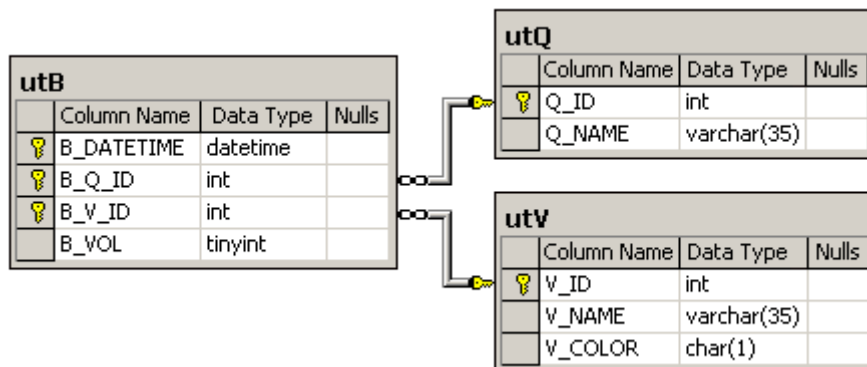 utB
Column Name Data Type Nulls
B_DATETIME datetime
B_Q_ID int
B_V_ID int
B_VOL tinyint
utQ
Column Name Data Type Nulls
Q_ID int
Q_NAME varchar(35)
utV
Column Name Data Type Nulls
V_ID int
V_NAME varchar(35)
V_COLOR char(1)